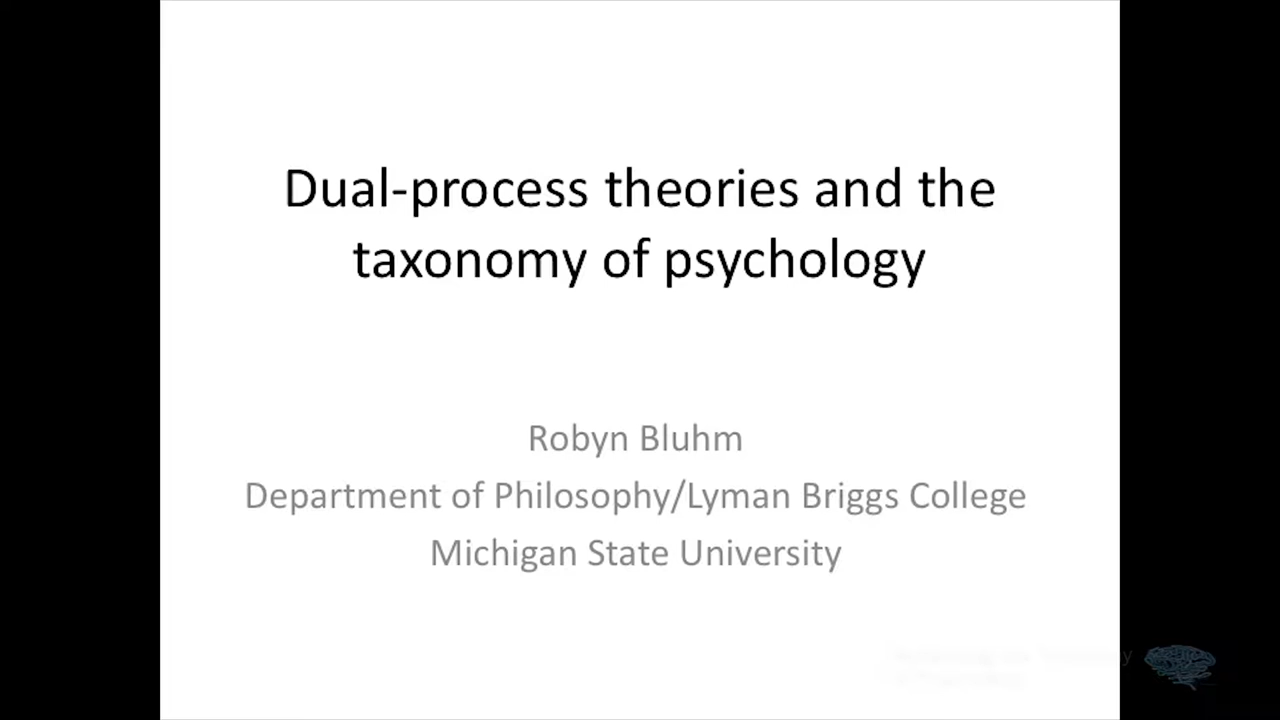 Dual-process theories and the
taxonomy of psychology
Robyn Bluhm
Department of Philosophy/Lyman Briggs College
Michigan State University